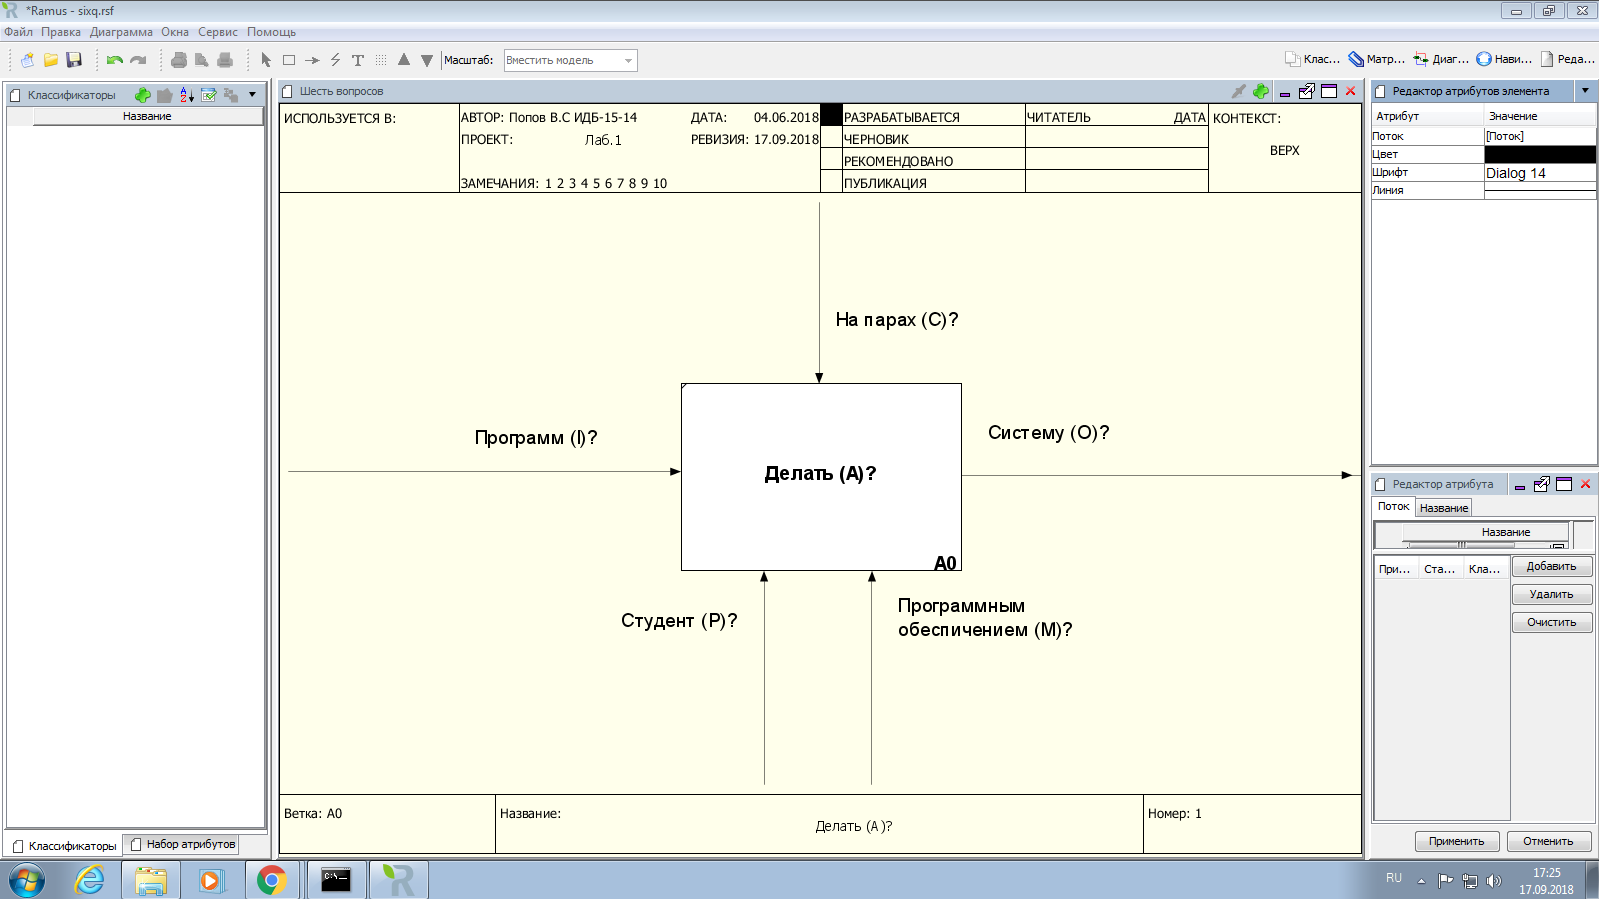 *Ramus - sixq.rsf
Файл Правка Диаграмма Окна Сервис Помощь
Масштаб: Вместить модель
Клас... Матр... Диаг... Нави... Реда...
Классификаторы
Название
Шесть вопросов
ИСПОЛЬЗУЕТСЯ В:
АВТОР: Попов В.С ИДБ-15-14
ДАТА: 04.06.2018
ПРОЕКТ: Лаб.1
РЕВИЗИЯ: 17.09.2018
ЗАМЕЧАНИЯ: 1 2 3 4 5 6 7 8 9 10
РАЗРАБАТЫВАЕТСЯ
ЧЕРНОВИК
РЕКОМЕНДОВАНО
ПУБЛИКАЦИЯ
ЧИТАТЕЛЬ ДАТА
КОНТЕКСТ:
ВЕРХ
На парах (C)?
Программ (I)?
Систему (O)?
Делать (A)?
A0
Студент (P)?
Программным
обеспичением (M)?
Ветка: A0
Название:
Делать (A)?
Номер: 1
Классификаторы Набор атрибутов
Редактор атрибутов элемента
Атрибут Значение
Поток [Поток]
Цвет
Шрифт Dialog 14
Линия
Редактор атрибута
Поток Название
Название
При... Ста... Кла...
Добавить
Удалить
Очистить
Применить Отменить
C:\
RU
17:25
17.09.2018